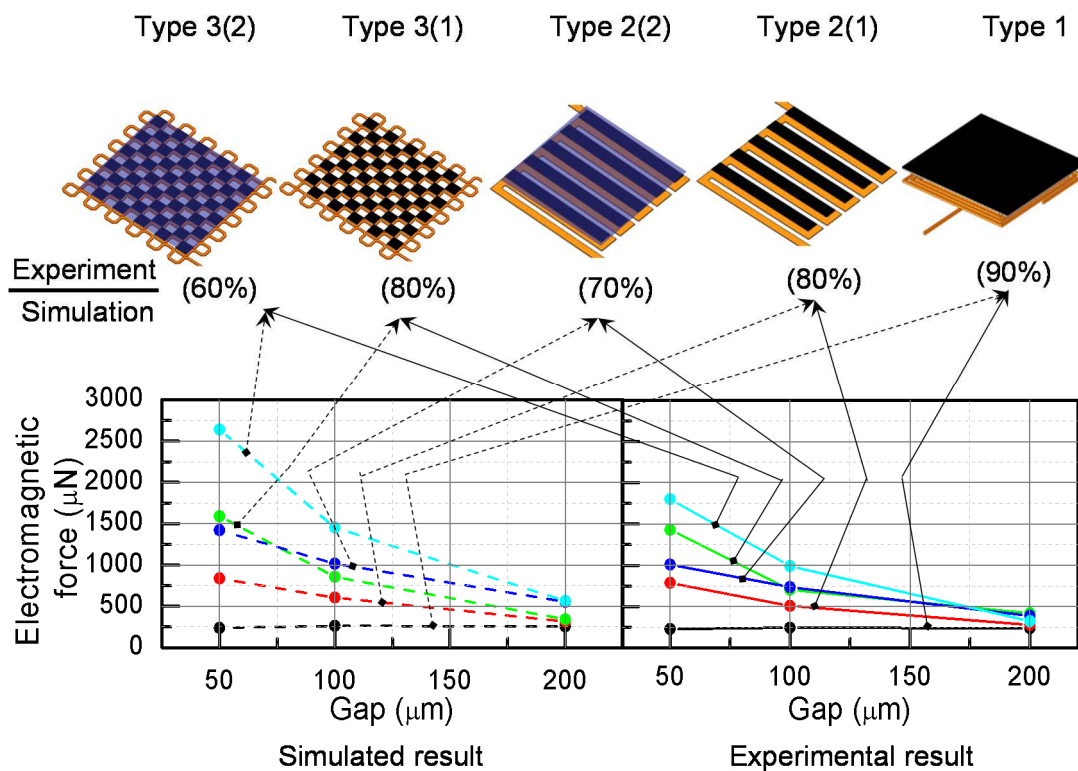 Type 3(2) Type 3(1) Type 2(2) Type 2(1) Type 1
Experiment
Simulation
(60%) (80%) (70%) (80%) (90%)
Electromagnetic
force (μN)
3000
2500
2000
1500
1000
500
0
50 100 150 200
50 100 150 200
Gap (μm)
Gap (μm)
Simulated result
Experimental result